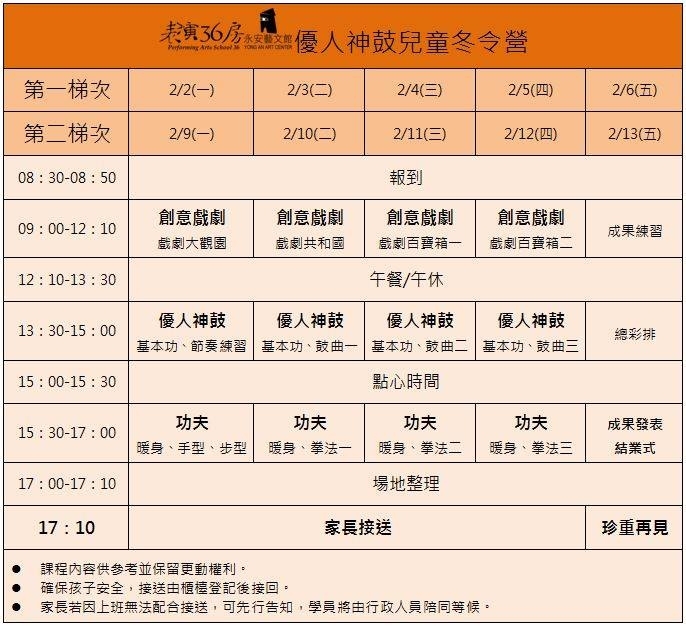 表演36房 永安藝文館 優人神鼓兒童冬令營
Performing Arts School 36 YONG AN ART CENTER
第一梯次 2/2(一) 2/3(二) 2/4(三) 2/5(四) 2/6(五)
第二梯次 2/9(一) 2/10(二) 2/11(三) 2/12(四) 2/13(五)
08：30-08：50 報到
09：00-12：10 創意戲劇 創意戲劇 創意戲劇 創意戲劇 成果練習
戲劇大觀園 戲劇共和國 戲劇百寶箱一 戲劇百寶箱二
12：10-13：30 午餐/午休
13：30-15：00 優人神鼓 優人神鼓 優人神鼓 優人神鼓 總彩排
基本功、節奏練習 基本功、鼓曲一 基本功、鼓曲二 基本功、鼓曲三
15：00-15：30 點心時間
15：30-17：00 功夫 功夫 功夫 功夫 成果發表
暖身、手型、步型 暖身、拳法一 暖身、拳法二 暖身、拳法三 結業式
17：00-17：10 場地整理
17：10 家長接送 珍重再見
● 課程內容供參考並保留更動權利。
● 確保孩子安全，接送由櫃檯登記後接回。
● 家長若因上班無法配合接送，可先行告知，學員將由行政人員陪同等候。